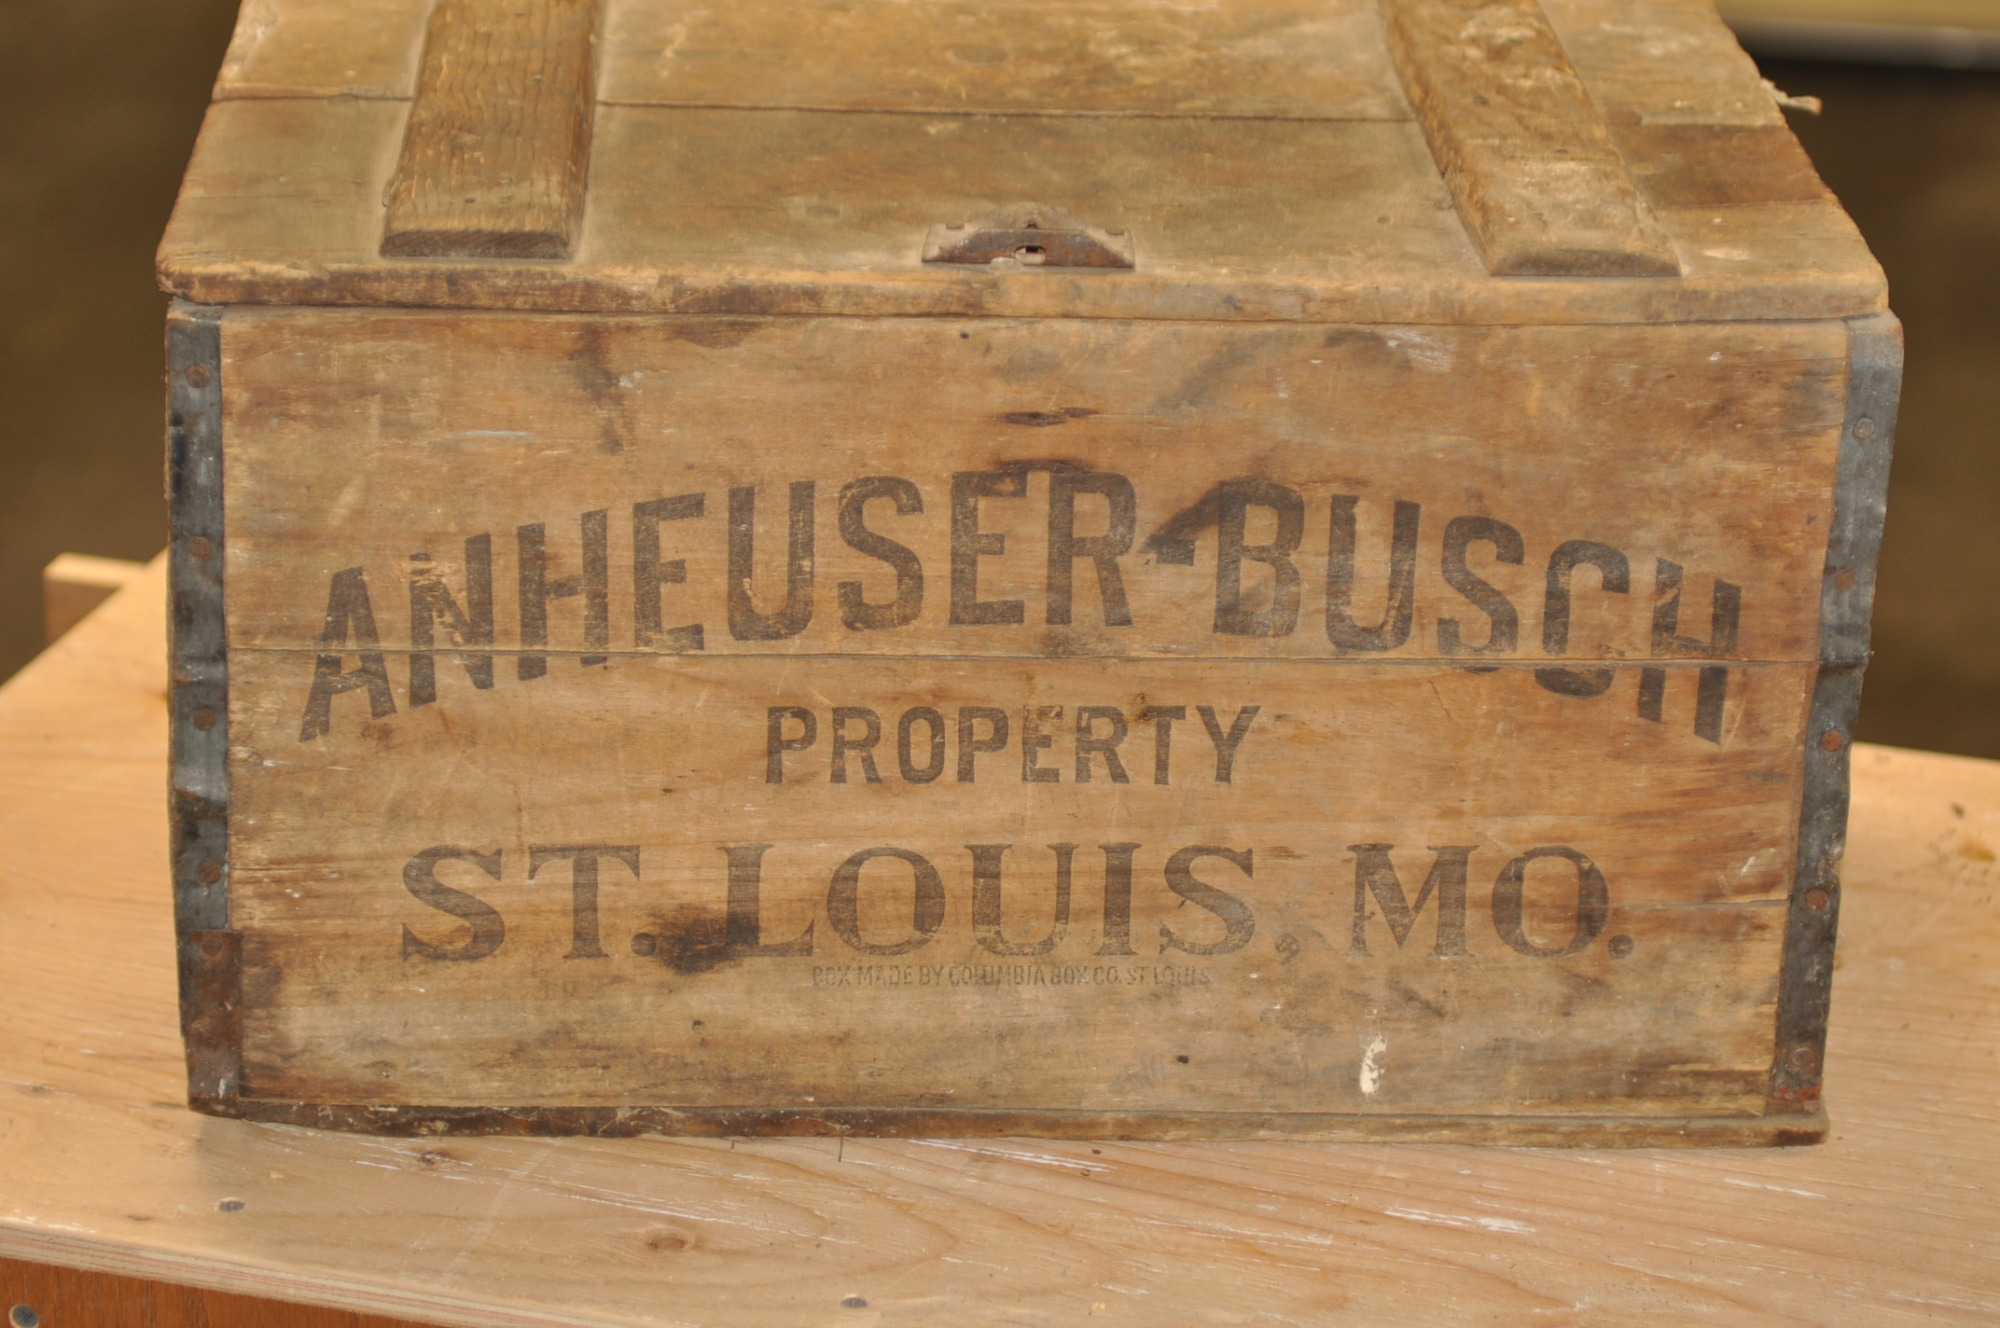 ANHEUSER-BUSCH
PROPERTY
ST. LOUIS, MO.
BOX MADE BY COLUMBIA BOX CO. ST. LOUIS